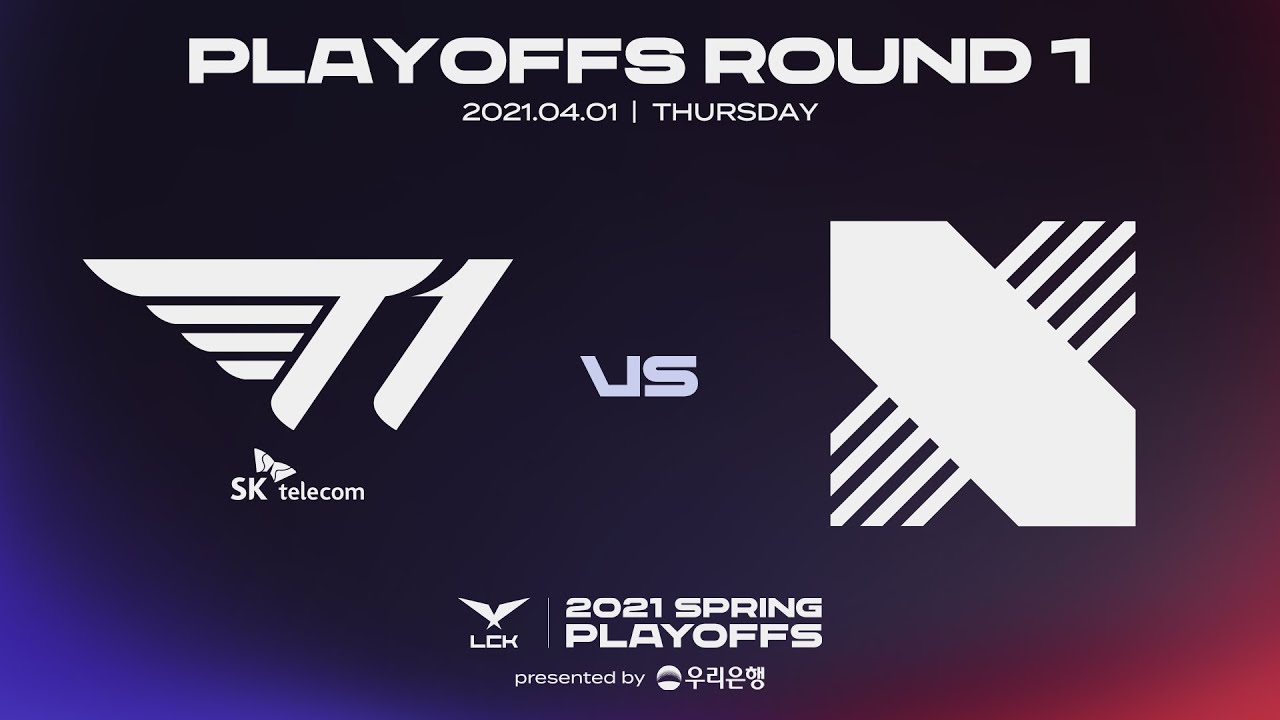 PLAYOFFS ROUND 1
2021.04.01 | THURSDAY
T1
SK telecom
VS
LCK
2021 SPRING
PLAYOFFS
presented by 우리은행